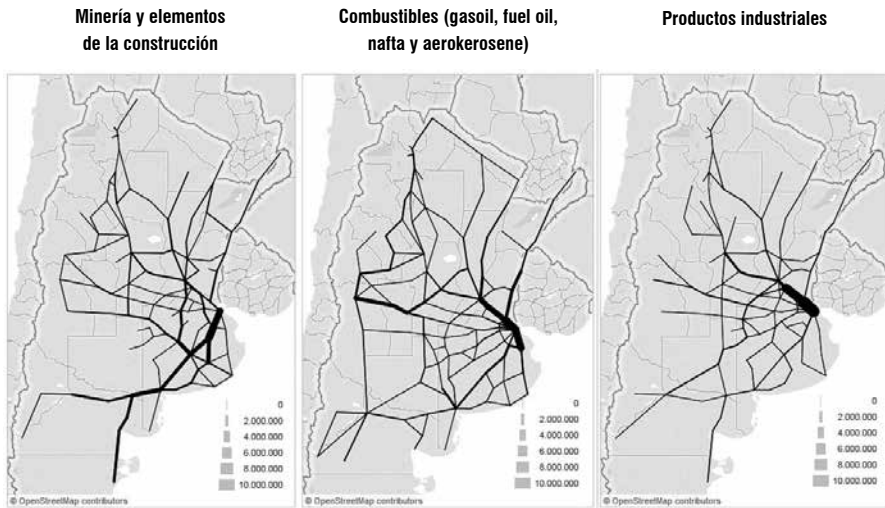 Minería y elementos
de la construcción
Combustibles (gasoil, fuel oil,
nafta y aerokerosene)
Productos industriales
0
2.000.000
4.000.000
6.000.000
8.000.000
10.000.000
© OpenStreetMap contributors
0
2.000.000
4.000.000
6.000.000
8.000.000
10.000.000
© OpenStreetMap contributors
0
2.000.000
4.000.000
6.000.000
8.000.000
10.000.000
© OpenStreetMap contributors